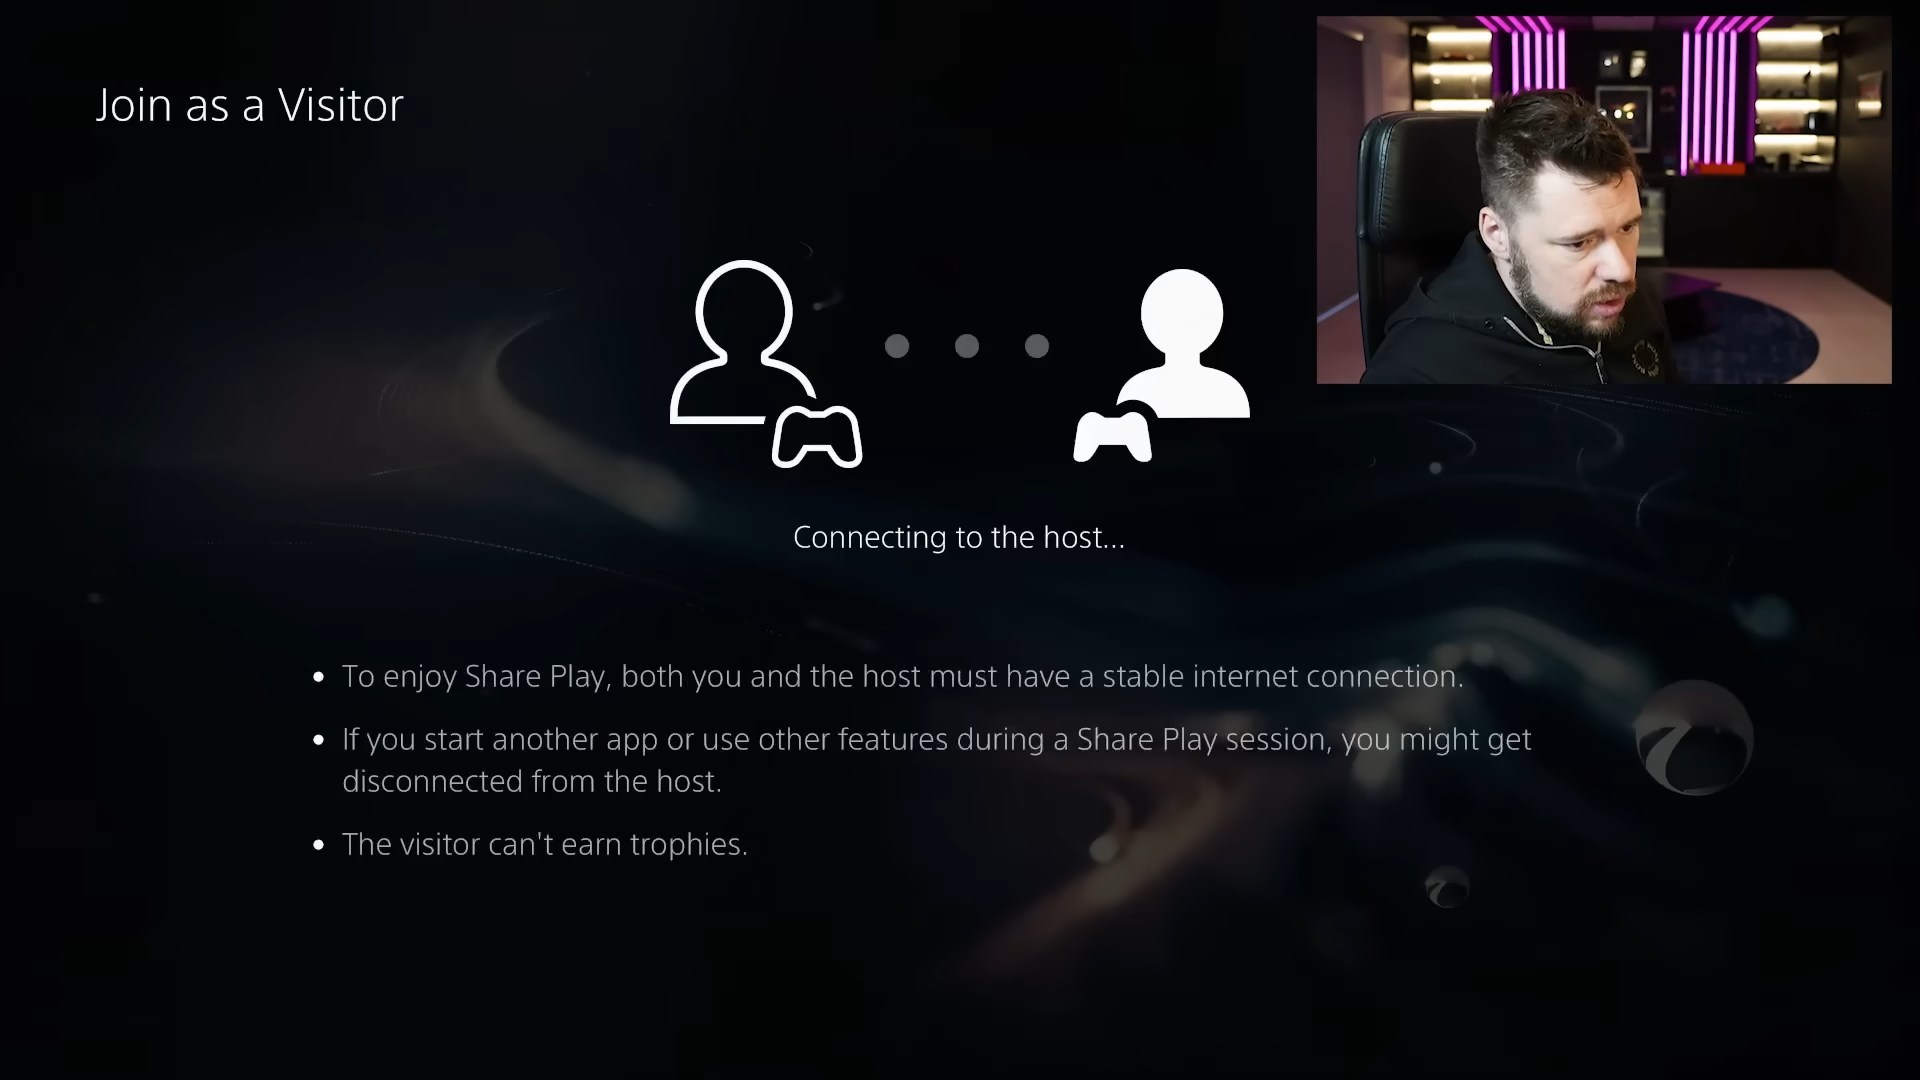 Join as a Visitor
Connecting to the host...
• To enjoy Share Play, both you and the host must have a stable internet connection.
• If you start another app or use other features during a Share Play session, you might get
disconnected from the host.
• The visitor can't earn trophies.